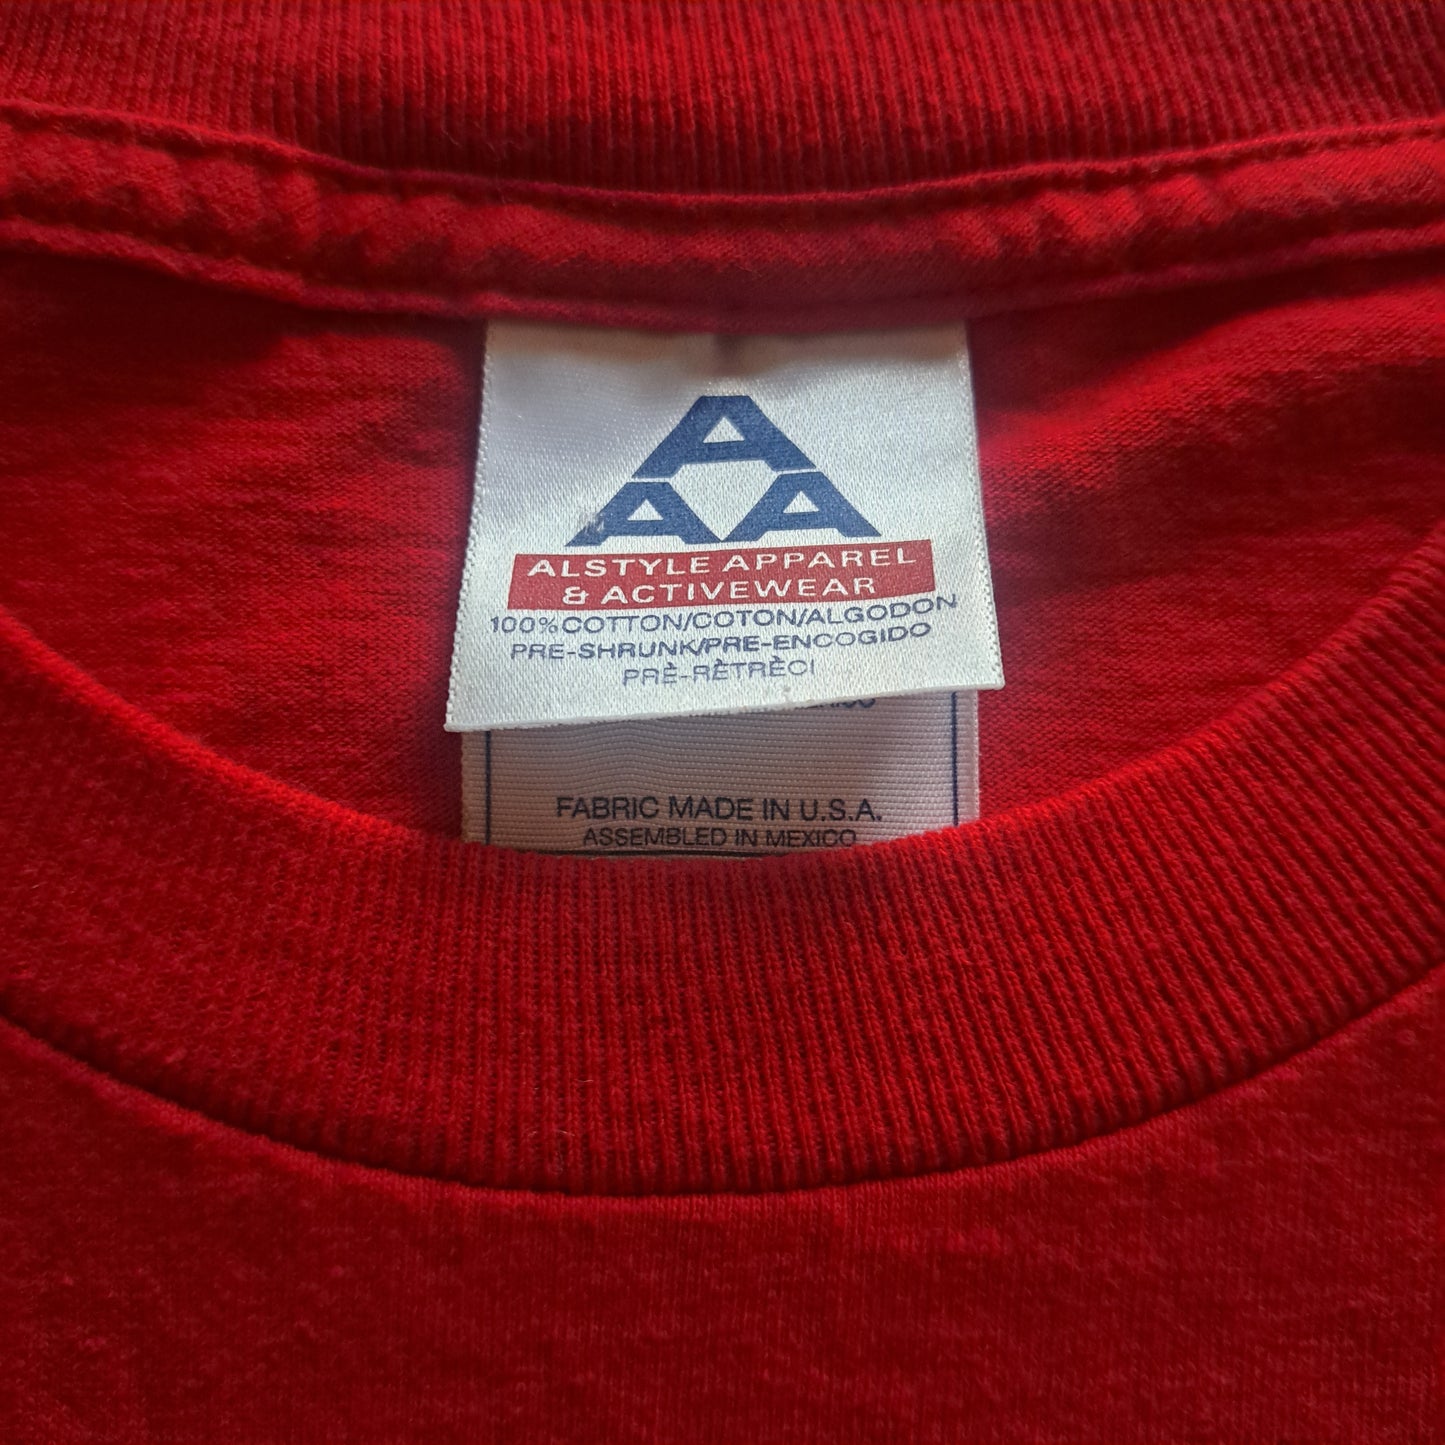 A
A A
ALSTYLE APPAREL
& ACTIVEWEAR
100% COTTON/COTON/ALGODON
PRE-SHRUNK/PRE-ENCOGIDO
PRÈ-RÈTRÈCI
FABRIC MADE IN U.S.A.
ASSEMBLED IN MEXICO